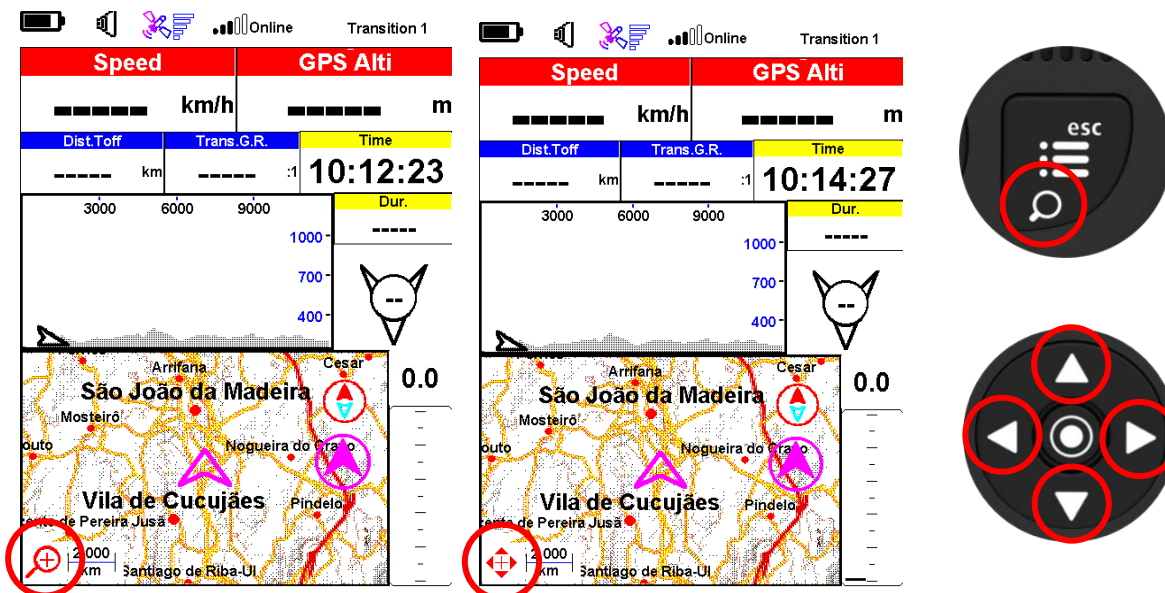 Online Transition 1
Speed GPS Alti
----- km/h ----- m
Dist.Toff Trans.G.R. Time
----- km ----- :1 10:12:23
3000 6000 9000 Dur.
-----
1000
700
--
400
Arrifana Cesar
São João da Madeira 0.0
Mosteirô
outo Nogueira do
Vila de Cucujães
Pindelo
de Pereira Jusã
2 000
km Santiago de Riba-Ul
Online Transition 1
Speed GPS Alti
----- km/h ----- m
Dist.Toff Trans.G.R. Time
----- km ----- :1 10:14:27
3000 6000 9000 Dur.
-----
1000
700
--
400
Arrifana Cesar
São João da Madeira 0.0
Mosteirô
outo Nogueira do
Vila de Cucujães
Pindelo
de Pereira Jusã
000
km Santiago de Riba-Ul
esc